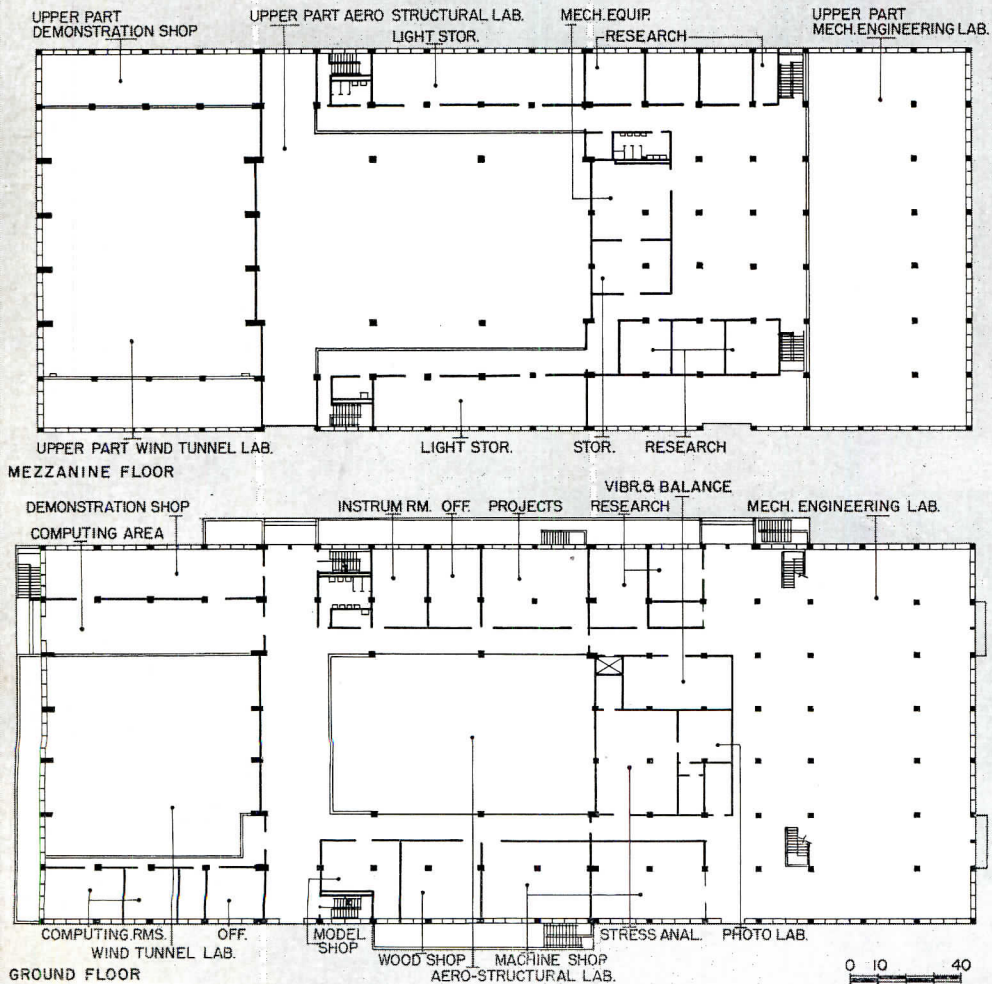 UPPER PART
DEMONSTRATION SHOP
UPPER PART AERO STRUCTURAL LAB.
LIGHT STOR.
MECH. EQUIP.
RESEARCH
UPPER PART
MECH. ENGINEERING LAB.
UPPER PART WIND TUNNEL LAB.
LIGHT STOR.
STOR.
RESEARCH
MEZZANINE FLOOR
DEMONSTRATION SHOP
COMPUTING AREA
INSTRUM RM.
OFF.
PROJECTS
VIBR. & BALANCE
RESEARCH
MECH. ENGINEERING LAB.
COMPUTING. RMS.
OFF.
WIND TUNNEL LAB.
MODEL
SHOP
WOOD SHOP
MACHINE SHOP
AERO-STRUCTURAL LAB.
STRESS ANAL.
PHOTO LAB.
GROUND FLOOR
0 10 40